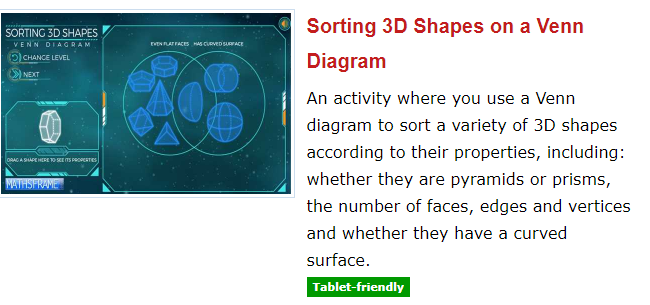 SORTING 3D SHAPES
VENN DIAGRAM
CHANGE LEVEL
NEXT
DRAG A SHAPE HERE TO SEE ITS PROPERTIES
MATHSFRAME
EVEN FLAT FACES
HAS CURVED SURFACE
Sorting 3D Shapes on a Venn
Diagram
An activity where you use a Venn
diagram to sort a variety of 3D shapes
according to their properties, including:
whether they are pyramids or prisms,
the number of faces, edges and vertices
and whether they have a curved
surface.
Tablet-friendly